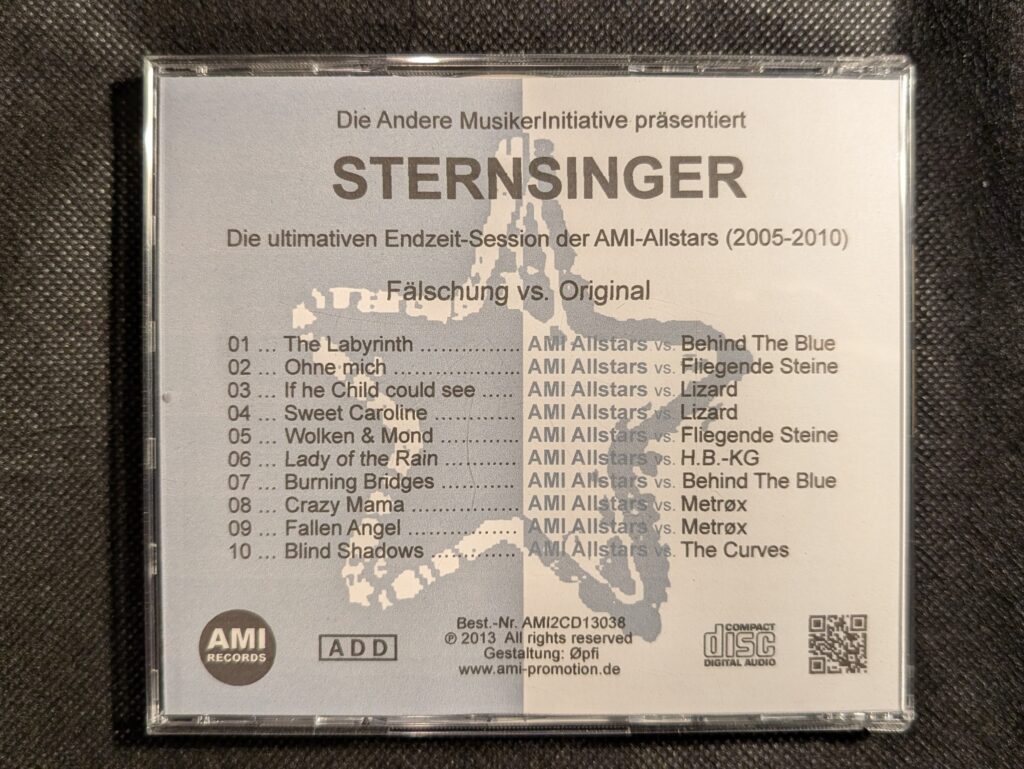 Die Andere MusikerInitiative präsentiert
STERNSINGER
Die ultimativen Endzeit-Session der AMI-Allstars (2005-2010)
Fälschung vs. Original
01 ... The Labyrinth .................. AMI Allstars vs. Behind The Blue
02 ... Ohne mich ....................... AMI Allstars vs. Fliegende Steine
03 ... If he Child could see ..... AMI Allstars vs. Lizard
04 ... Sweet Caroline ............... AMI Allstars vs. Lizard
05 ... Wolken & Mond .............. AMI Allstars vs. Fliegende Steine
06 ... Lady of the Rain ............. AMI Allstars vs. H.B.-KG
07 ... Burning Bridges .............. AMI Allstars vs. Behind The Blue
08 ... Crazy Mama ................... AMI Allstars vs. Metrøx
09 ... Fallen Angel .................... AMI Allstars vs. Metrøx
10 ... Blind Shadows ................ AMI Allstars vs. The Curves
AMI
RECORDS
ADD
Best.-Nr. AMI2CD13038
℗ 2013 All rights reserved
Gestaltung: Øpfi
www.ami-promotion.de
COMPACT
disc
DIGITAL AUDIO